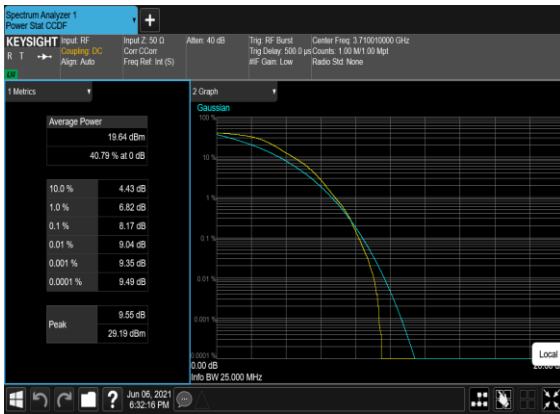 Spectrum Analyzer 1
Power Stat CCDF
KEYSIGHT
R T
LXI
Input: RF
Coupling: DC
Align: Auto
Input Z: 50 Ω
Corr CCorr
Freq Ref: Int (S)
Atten: 40 dB
Trig: RF Burst
Trig Delay: 500.0 µs
#IF Gain: Low
Center Freq: 3.710010000 GHz
Counts: 1.00 M/1.00 Mpt
Radio Std: None
1 Metrics
Average Power
19.64 dBm
40.79 % at 0 dB
10.0 % 4.43 dB
1.0 % 6.82 dB
0.1 % 8.17 dB
0.01 % 9.04 dB
0.001 % 9.35 dB
0.0001 % 9.49 dB
Peak
9.55 dB
29.19 dBm
2 Graph
Gaussian
100 %
10 %
1 %
0.1 %
0.01 %
0.001 %
0.0001 %
0.00 dB
Info BW 25.000 MHz
Local
Jun 06, 2021
6:32:16 PM